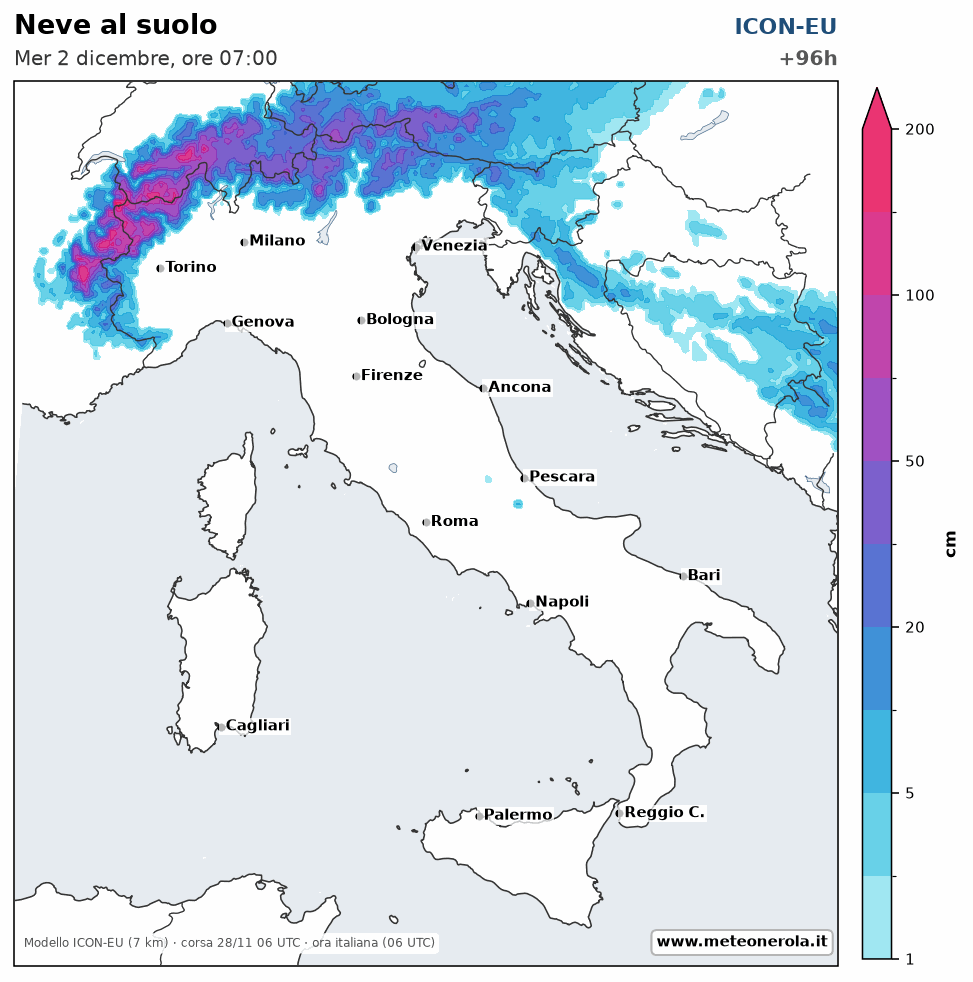 Neve al suolo
ICON-EU
Mer 2 dicembre, ore 07:00
+96h
200
100
50
20
5
1
cm
Milano
Venezia
Torino
Genova
Bologna
Firenze
Ancona
Pescara
Roma
Bari
Napoli
Cagliari
Palermo
Reggio C.
Modello ICON-EU (7 km) · corsa 28/11 06 UTC · ora italiana (06 UTC)
www.meteonerola.it